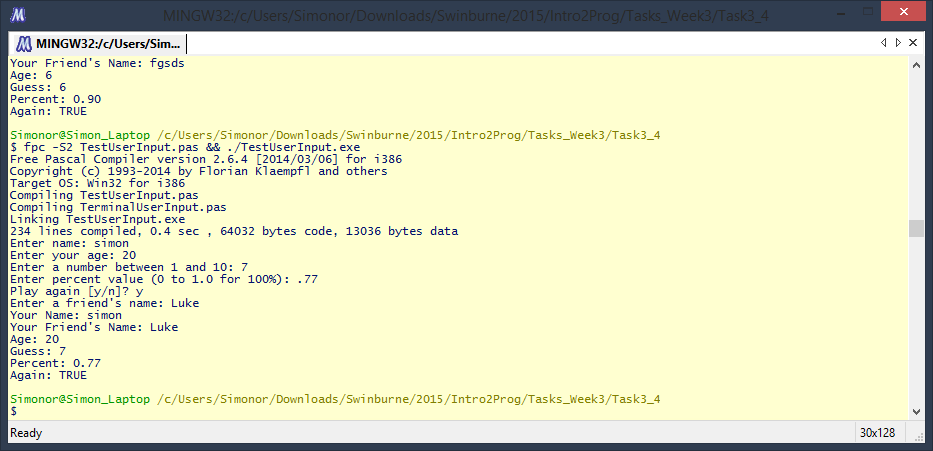 MINGW32:/c/Users/Simonor/Downloads/Swinburne/2015/Intro2Prog/Tasks_Week3/Task3_4
MINGW32:/c/Users/Sim...
Your Friend's Name: fgsds
Age: 6
Guess: 6
Percent: 0.90
Again: TRUE
Simonor@Simon_Laptop /c/Users/Simonor/Downloads/Swinburne/2015/Intro2Prog/Tasks_Week3/Task3_4
$ fpc -S2 TestUserInput.pas && ./TestUserInput.exe
Free Pascal Compiler version 2.6.4 [2014/03/06] for i386
Copyright (c) 1993-2014 by Florian Klaempfl and others
Target OS: Win32 for i386
Compiling TestUserInput.pas
Compiling TerminalUserInput.pas
Linking TestUserInput.exe
234 lines compiled, 0.4 sec , 64032 bytes code, 13036 bytes data
Enter name: simon
Enter your age: 20
Enter a number between 1 and 10: 7
Enter percent value (0 to 1.0 for 100%): .77
Play again [y/n]? y
Enter a friend's name: Luke
Your Name: simon
Your Friend's Name: Luke
Age: 20
Guess: 7
Percent: 0.77
Again: TRUE
Simonor@Simon_Laptop /c/Users/Simonor/Downloads/Swinburne/2015/Intro2Prog/Tasks_Week3/Task3_4
$
Ready
30x128